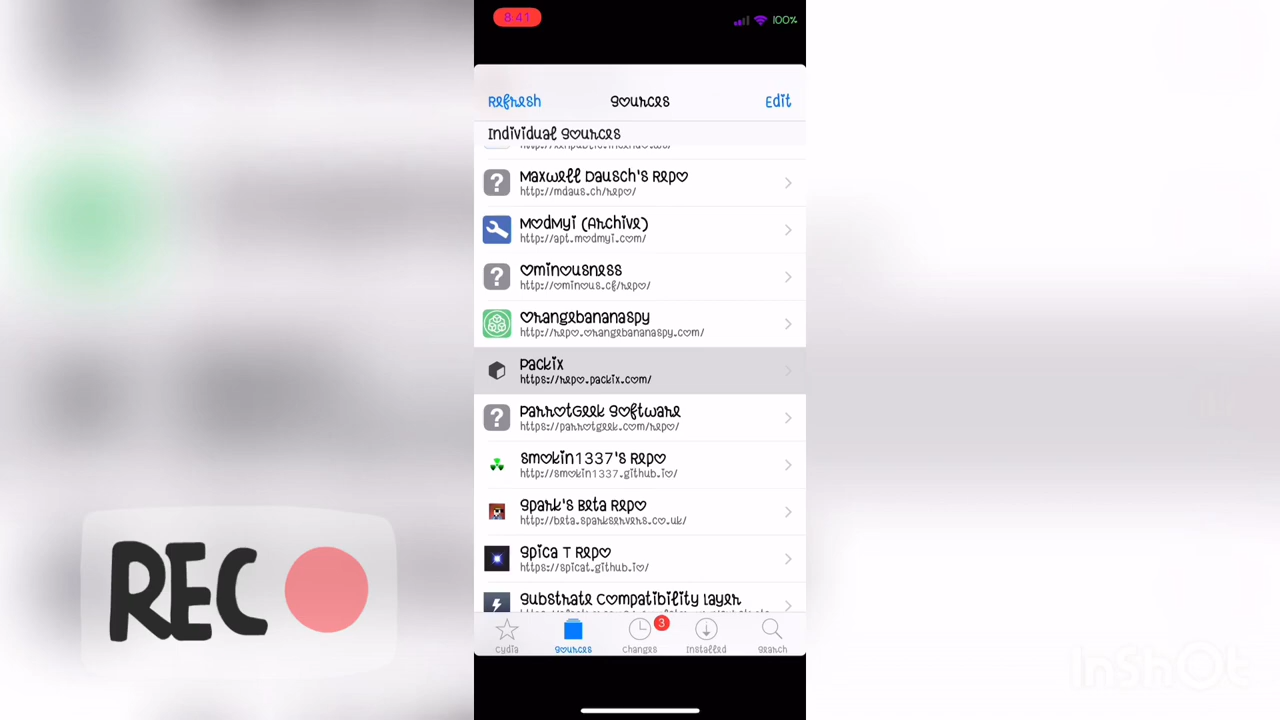 8:41
100%
Refresh
Sources
Edit
Individual Sources
Maxwell Dausch's Repo
http://mdaus.ch/repo/
ModMyi (Archive)
http://apt.modmyi.com/
Ominousness
http://ominous.cf/repo/
Orangebananaspy
http://repo.orangebananaspy.com/
Packix
https://repo.packix.com/
ParrotGeek Software
https://parrotgeek.com/repo/
Smokin1337's Repo
http://smokin1337.github.io/
Spark's Beta Repo
http://beta.sparkservers.co.uk/
Spica T Repo
https://spicat.github.io/
Substrate Compatibility Layer
3
Cydia
Sources
Changes
Installed
Search
REC
InShOt